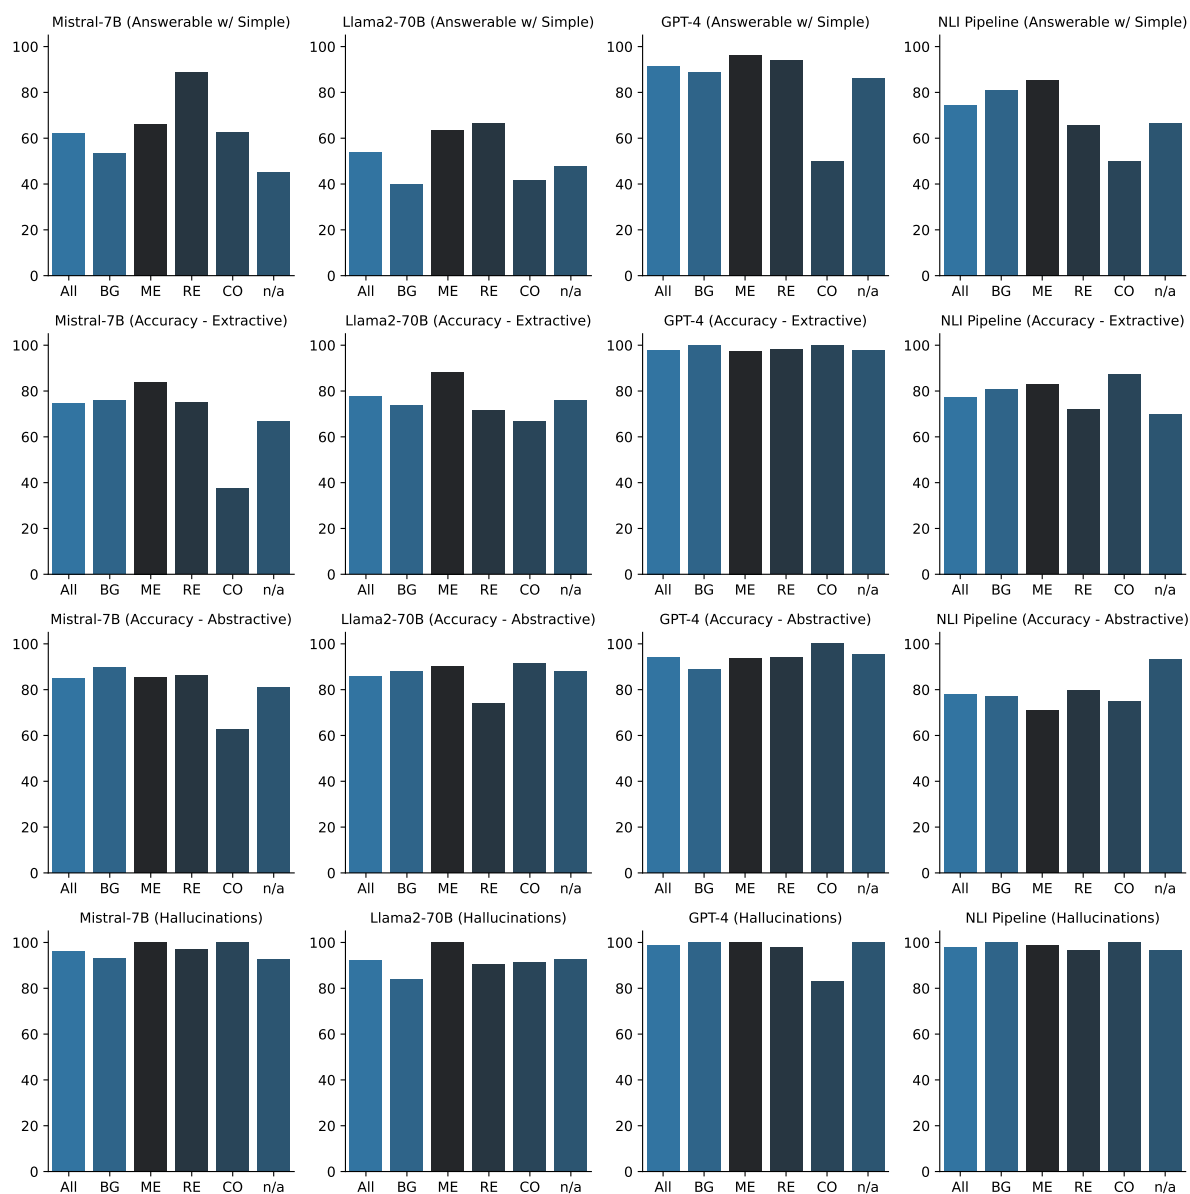 Mistral-7B (Answerable w/ Simple)
Llama2-70B (Answerable w/ Simple)
GPT-4 (Answerable w/ Simple)
NLI Pipeline (Answerable w/ Simple)
100 100 100 100
80 80 80 80
60 60 60 60
40 40 40 40
20 20 20 20
0 0 0 0
All BG ME RE CO n/a All BG ME RE CO n/a All BG ME RE CO n/a All BG ME RE CO n/a
Mistral-7B (Accuracy - Extractive)
Llama2-70B (Accuracy - Extractive)
GPT-4 (Accuracy - Extractive)
NLI Pipeline (Accuracy - Extractive)
100 100 100 100
80 80 80 80
60 60 60 60
40 40 40 40
20 20 20 20
0 0 0 0
All BG ME RE CO n/a All BG ME RE CO n/a All BG ME RE CO n/a All BG ME RE CO n/a
Mistral-7B (Accuracy - Abstractive)
Llama2-70B (Accuracy - Abstractive)
GPT-4 (Accuracy - Abstractive)
NLI Pipeline (Accuracy - Abstractive)
100 100 100 100
80 80 80 80
60 60 60 60
40 40 40 40
20 20 20 20
0 0 0 0
All BG ME RE CO n/a All BG ME RE CO n/a All BG ME RE CO n/a All BG ME RE CO n/a
Mistral-7B (Hallucinations)
Llama2-70B (Hallucinations)
GPT-4 (Hallucinations)
NLI Pipeline (Hallucinations)
100 100 100 100
80 80 80 80
60 60 60 60
40 40 40 40
20 20 20 20
0 0 0 0
All BG ME RE CO n/a All BG ME RE CO n/a All BG ME RE CO n/a All BG ME RE CO n/a